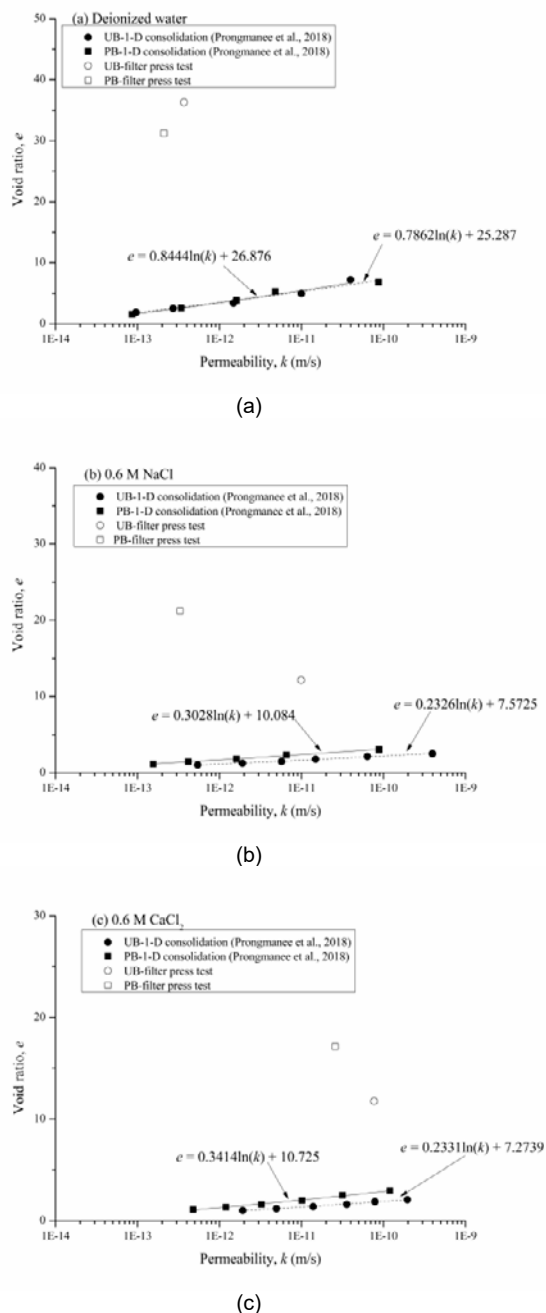 (a) Deionized water
UB-1-D consolidation (Prongmanee et al., 2018)
PB-1-D consolidation (Prongmanee et al., 2018)
UB-filter press test
PB-filter press test
50
40
30
20
10
0
Void ratio, e
e = 0.8444ln(k) + 26.876
e = 0.7862ln(k) + 25.287
1E-14 1E-13 1E-12 1E-11 1E-10 1E-9
Permeability, k (m/s)
(a)
(b) 0.6 M NaCl
UB-1-D consolidation (Prongmanee et al., 2018)
PB-1-D consolidation (Prongmanee et al., 2018)
UB-filter press test
PB-filter press test
40
30
20
10
0
Void ratio, e
e = 0.3028ln(k) + 10.084
e = 0.2326ln(k) + 7.5725
1E-14 1E-13 1E-12 1E-11 1E-10 1E-9
Permeability, k (m/s)
(b)
(c) 0.6 M CaCl2
UB-1-D consolidation (Prongmanee et al., 2018)
PB-1-D consolidation (Prongmanee et al., 2018)
UB-filter press test
PB-filter press test
30
20
10
0
Void ratio, e
e = 0.3414ln(k) + 10.725
e = 0.2331ln(k) + 7.2739
1E-14 1E-13 1E-12 1E-11 1E-10 1E-9
Permeability, k (m/s)
(c)